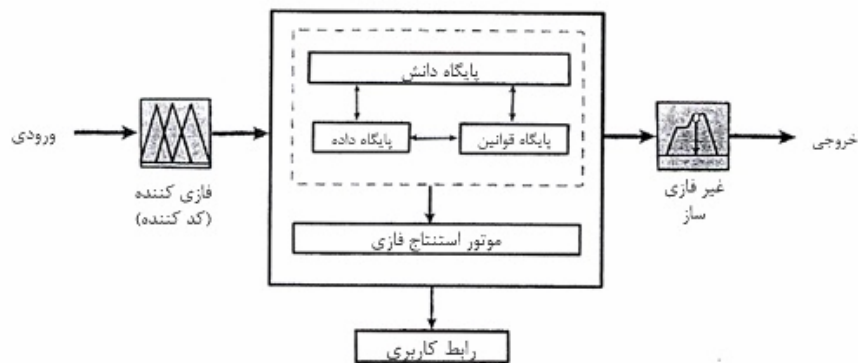 پایگاه دانش
پایگاه داده
پایگاه قوانین
ورودی
خروجی
فازی کننده
(کد کننده)
غیر فازی
ساز
موتور استنتاج فازی
رابط کاربری